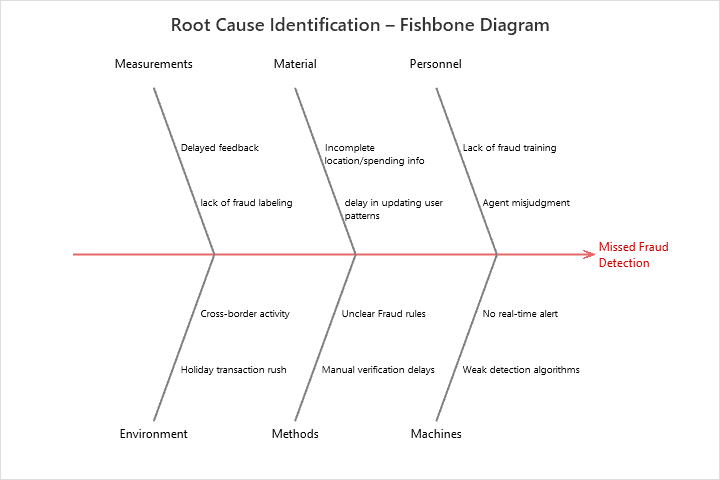 Root Cause Identification – Fishbone Diagram
Measurements
Material
Personnel
Delayed feedback
Incomplete
location/spending info
Lack of fraud training
lack of fraud labeling
delay in updating user
patterns
Agent misjudgment
Missed Fraud
Detection
Cross-border activity
Unclear Fraud rules
No real-time alert
Holiday transaction rush
Manual verification delays
Weak detection algorithms
Environment
Methods
Machines